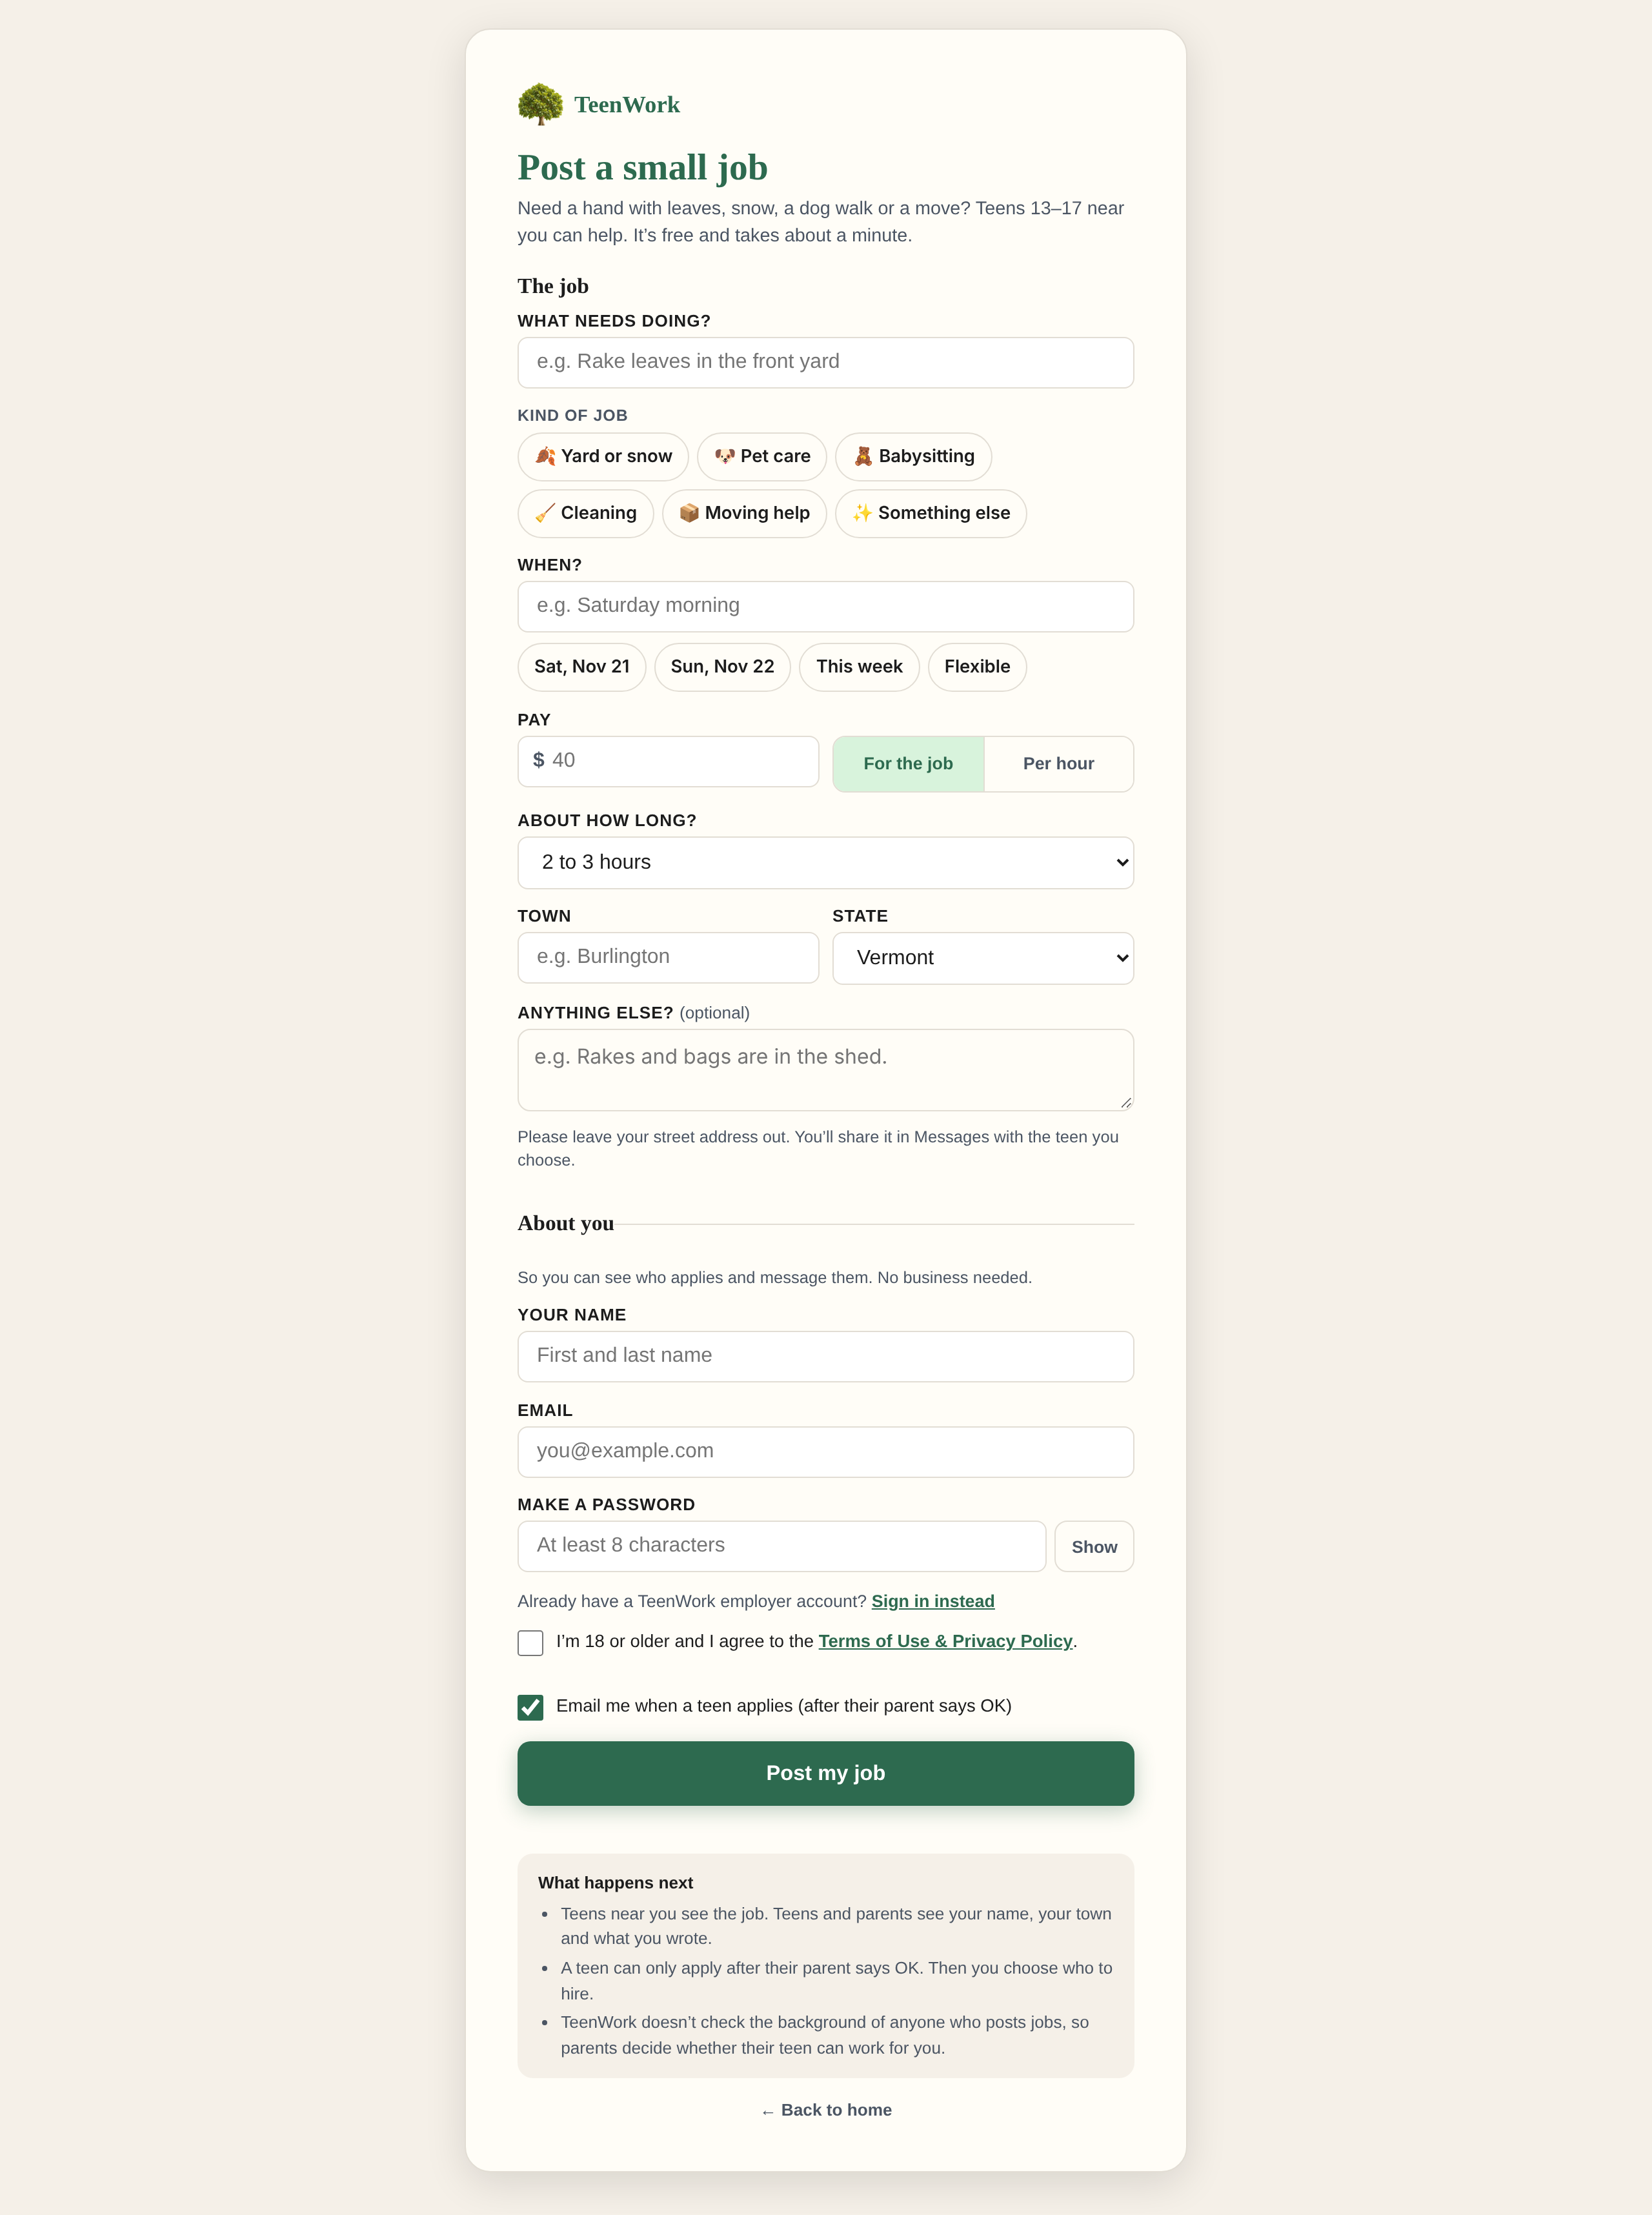 TeenWork
Post a small job
Need a hand with leaves, snow, a dog walk or a move? Teens 13–17 near
you can help. It’s free and takes about a minute.
The job
WHAT NEEDS DOING?
e.g. Rake leaves in the front yard
KIND OF JOB
🍂 Yard or snow 🐶 Pet care 🧸 Babysitting
🧹 Cleaning 📦 Moving help ✨ Something else
WHEN?
e.g. Saturday morning
Sat, Nov 21 Sun, Nov 22 This week Flexible
PAY
$ 40 For the job Per hour
ABOUT HOW LONG?
2 to 3 hours
TOWN STATE
e.g. Burlington Vermont
ANYTHING ELSE? (optional)
e.g. Rakes and bags are in the shed.
Please leave your street address out. You’ll share it in Messages with the teen you
choose.
About you
So you can see who applies and message them. No business needed.
YOUR NAME
First and last name
EMAIL
you@example.com
MAKE A PASSWORD
At least 8 characters Show
Already have a TeenWork employer account? Sign in instead
I’m 18 or older and I agree to the Terms of Use & Privacy Policy.
Email me when a teen applies (after their parent says OK)
Post my job
What happens next
• Teens near you see the job. Teens and parents see your name, your town
and what you wrote.
• A teen can only apply after their parent says OK. Then you choose who to
hire.
• TeenWork doesn’t check the background of anyone who posts jobs, so
parents decide whether their teen can work for you.
← Back to home